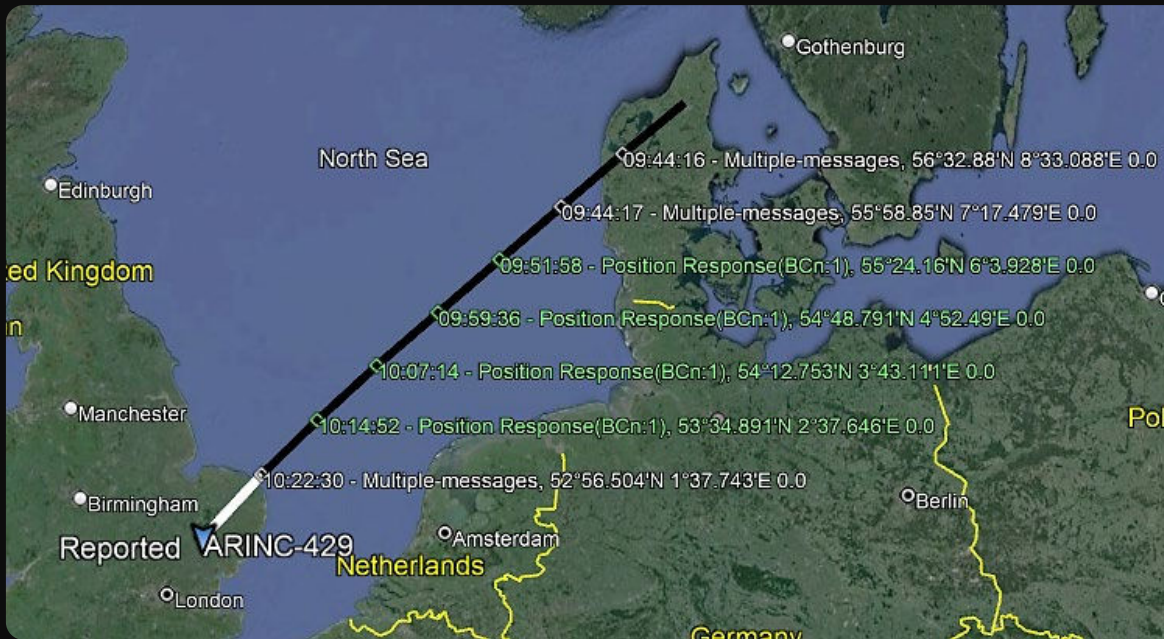 Gothenburg
North Sea
09:44:16 - Multiple-messages, 56°32.88'N 8°33.088'E 0.0
Edinburgh
09:44:17 - Multiple-messages, 55°58.85'N 7°17.479'E 0.0
ed Kingdom
09:51:58 - Position Response(BCn:1), 55°24.16'N 6°3.928'E 0.0
09:59:36 - Position Response(BCn:1), 54°48.791'N 4°52.49'E 0.0
10:07:14 - Position Response(BCn:1), 54°12.753'N 3°43.111'E 0.0
Manchester
Pol
10:14:52 - Position Response(BCn:1), 53°34.891'N 2°37.646'E 0.0
10:22:30 - Multiple-messages, 52°56.504'N 1°37.743'E 0.0
Birmingham
Berlin
Reported
ARINC-429
Amsterdam
Netherlands
London
Germany